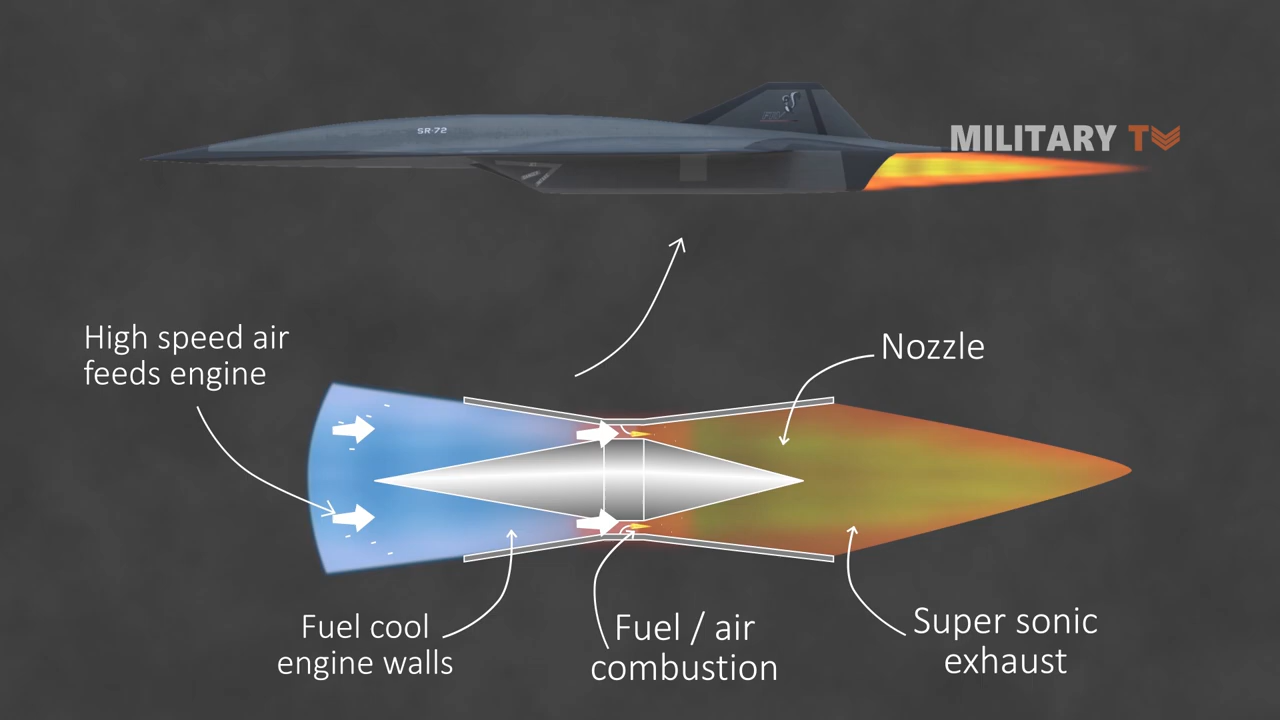 SR-72
MILITARY TV
High speed air
feeds engine
Nozzle
Fuel cool
engine walls
Fuel / air
combustion
Super sonic
exhaust